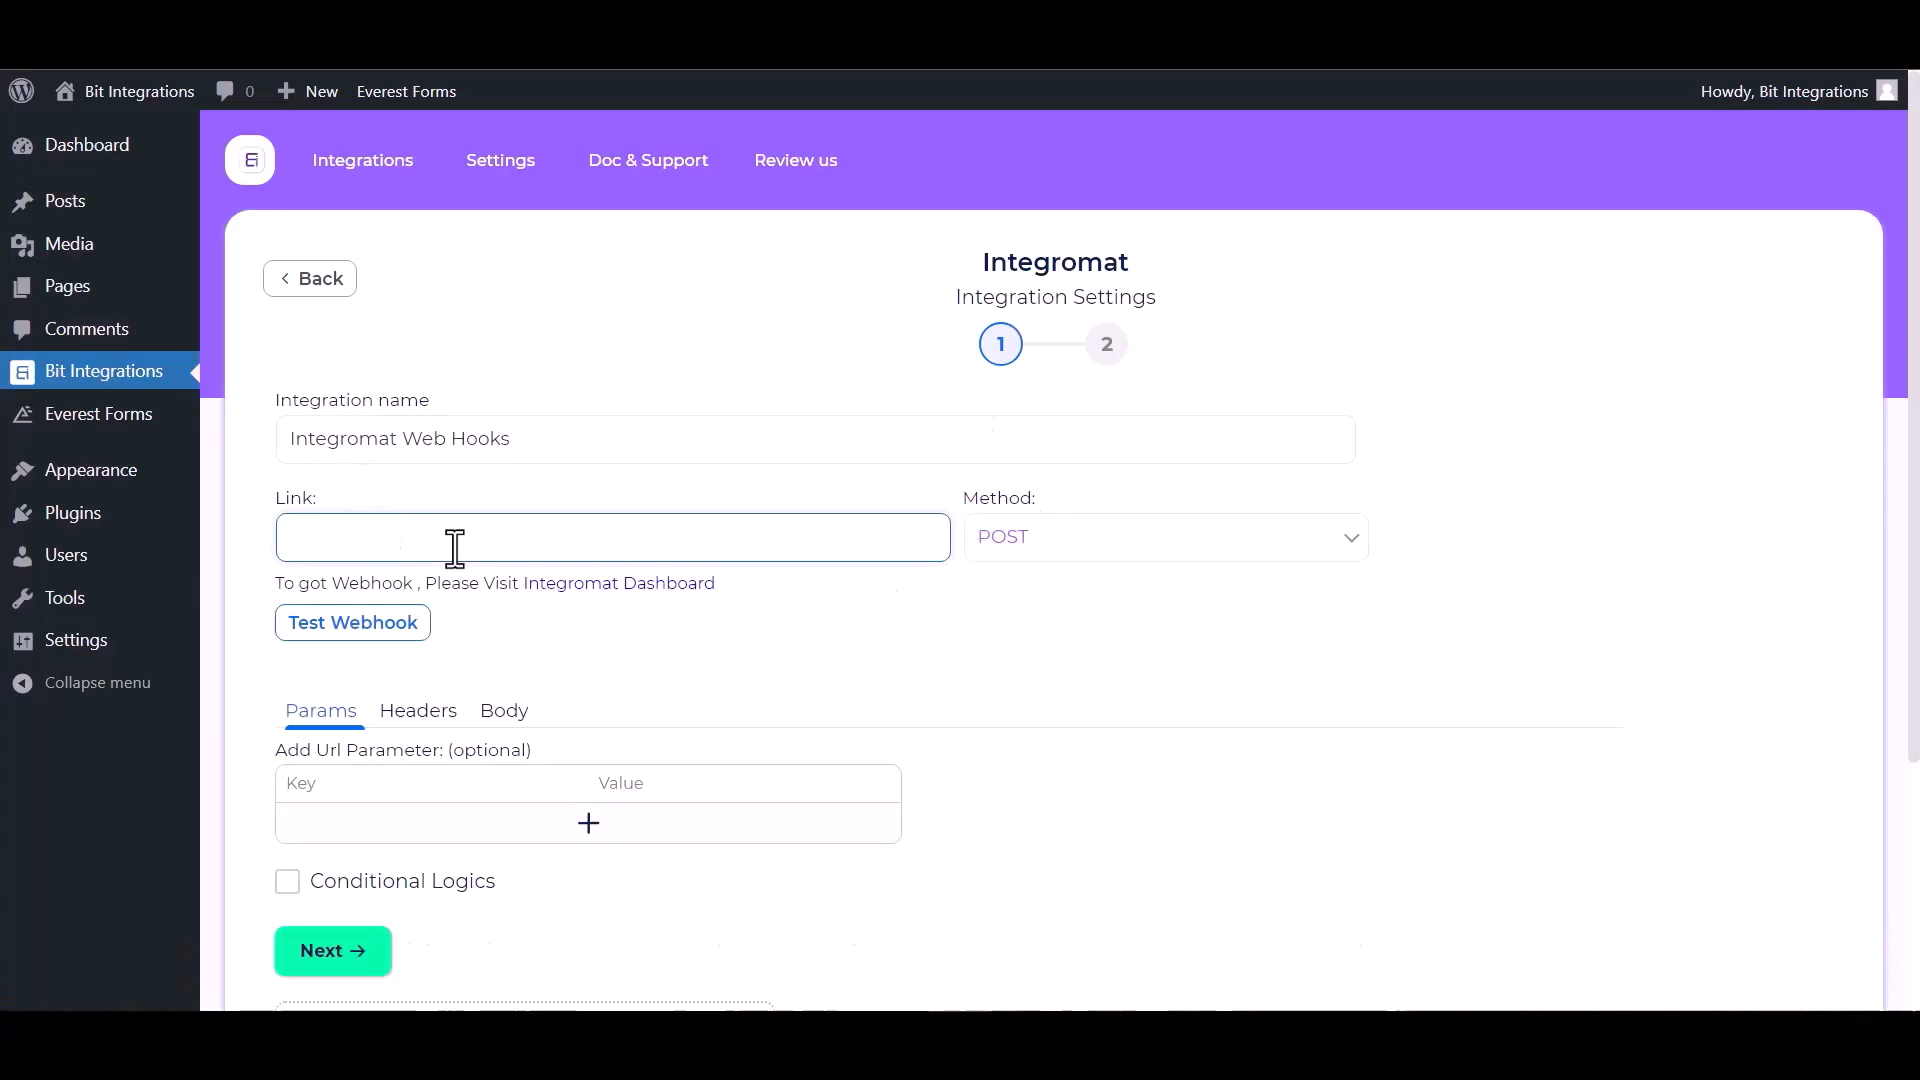 Bit Integrations
0
New
Everest Forms
Howdy, Bit Integrations
Dashboard
Posts
Media
Pages
Comments
Bit Integrations
Everest Forms
Appearance
Plugins
Users
Tools
Settings
Collapse menu
Integrations
Settings
Doc & Support
Review us
Back
Integromat
Integration Settings
1
2
Integration name
Integromat Web Hooks
Link:
Method:
POST
To got Webhook , Please Visit Integromat Dashboard
Test Webhook
Params
Headers
Body
Add Url Parameter: (optional)
Key
Value
Conditional Logics
Next →